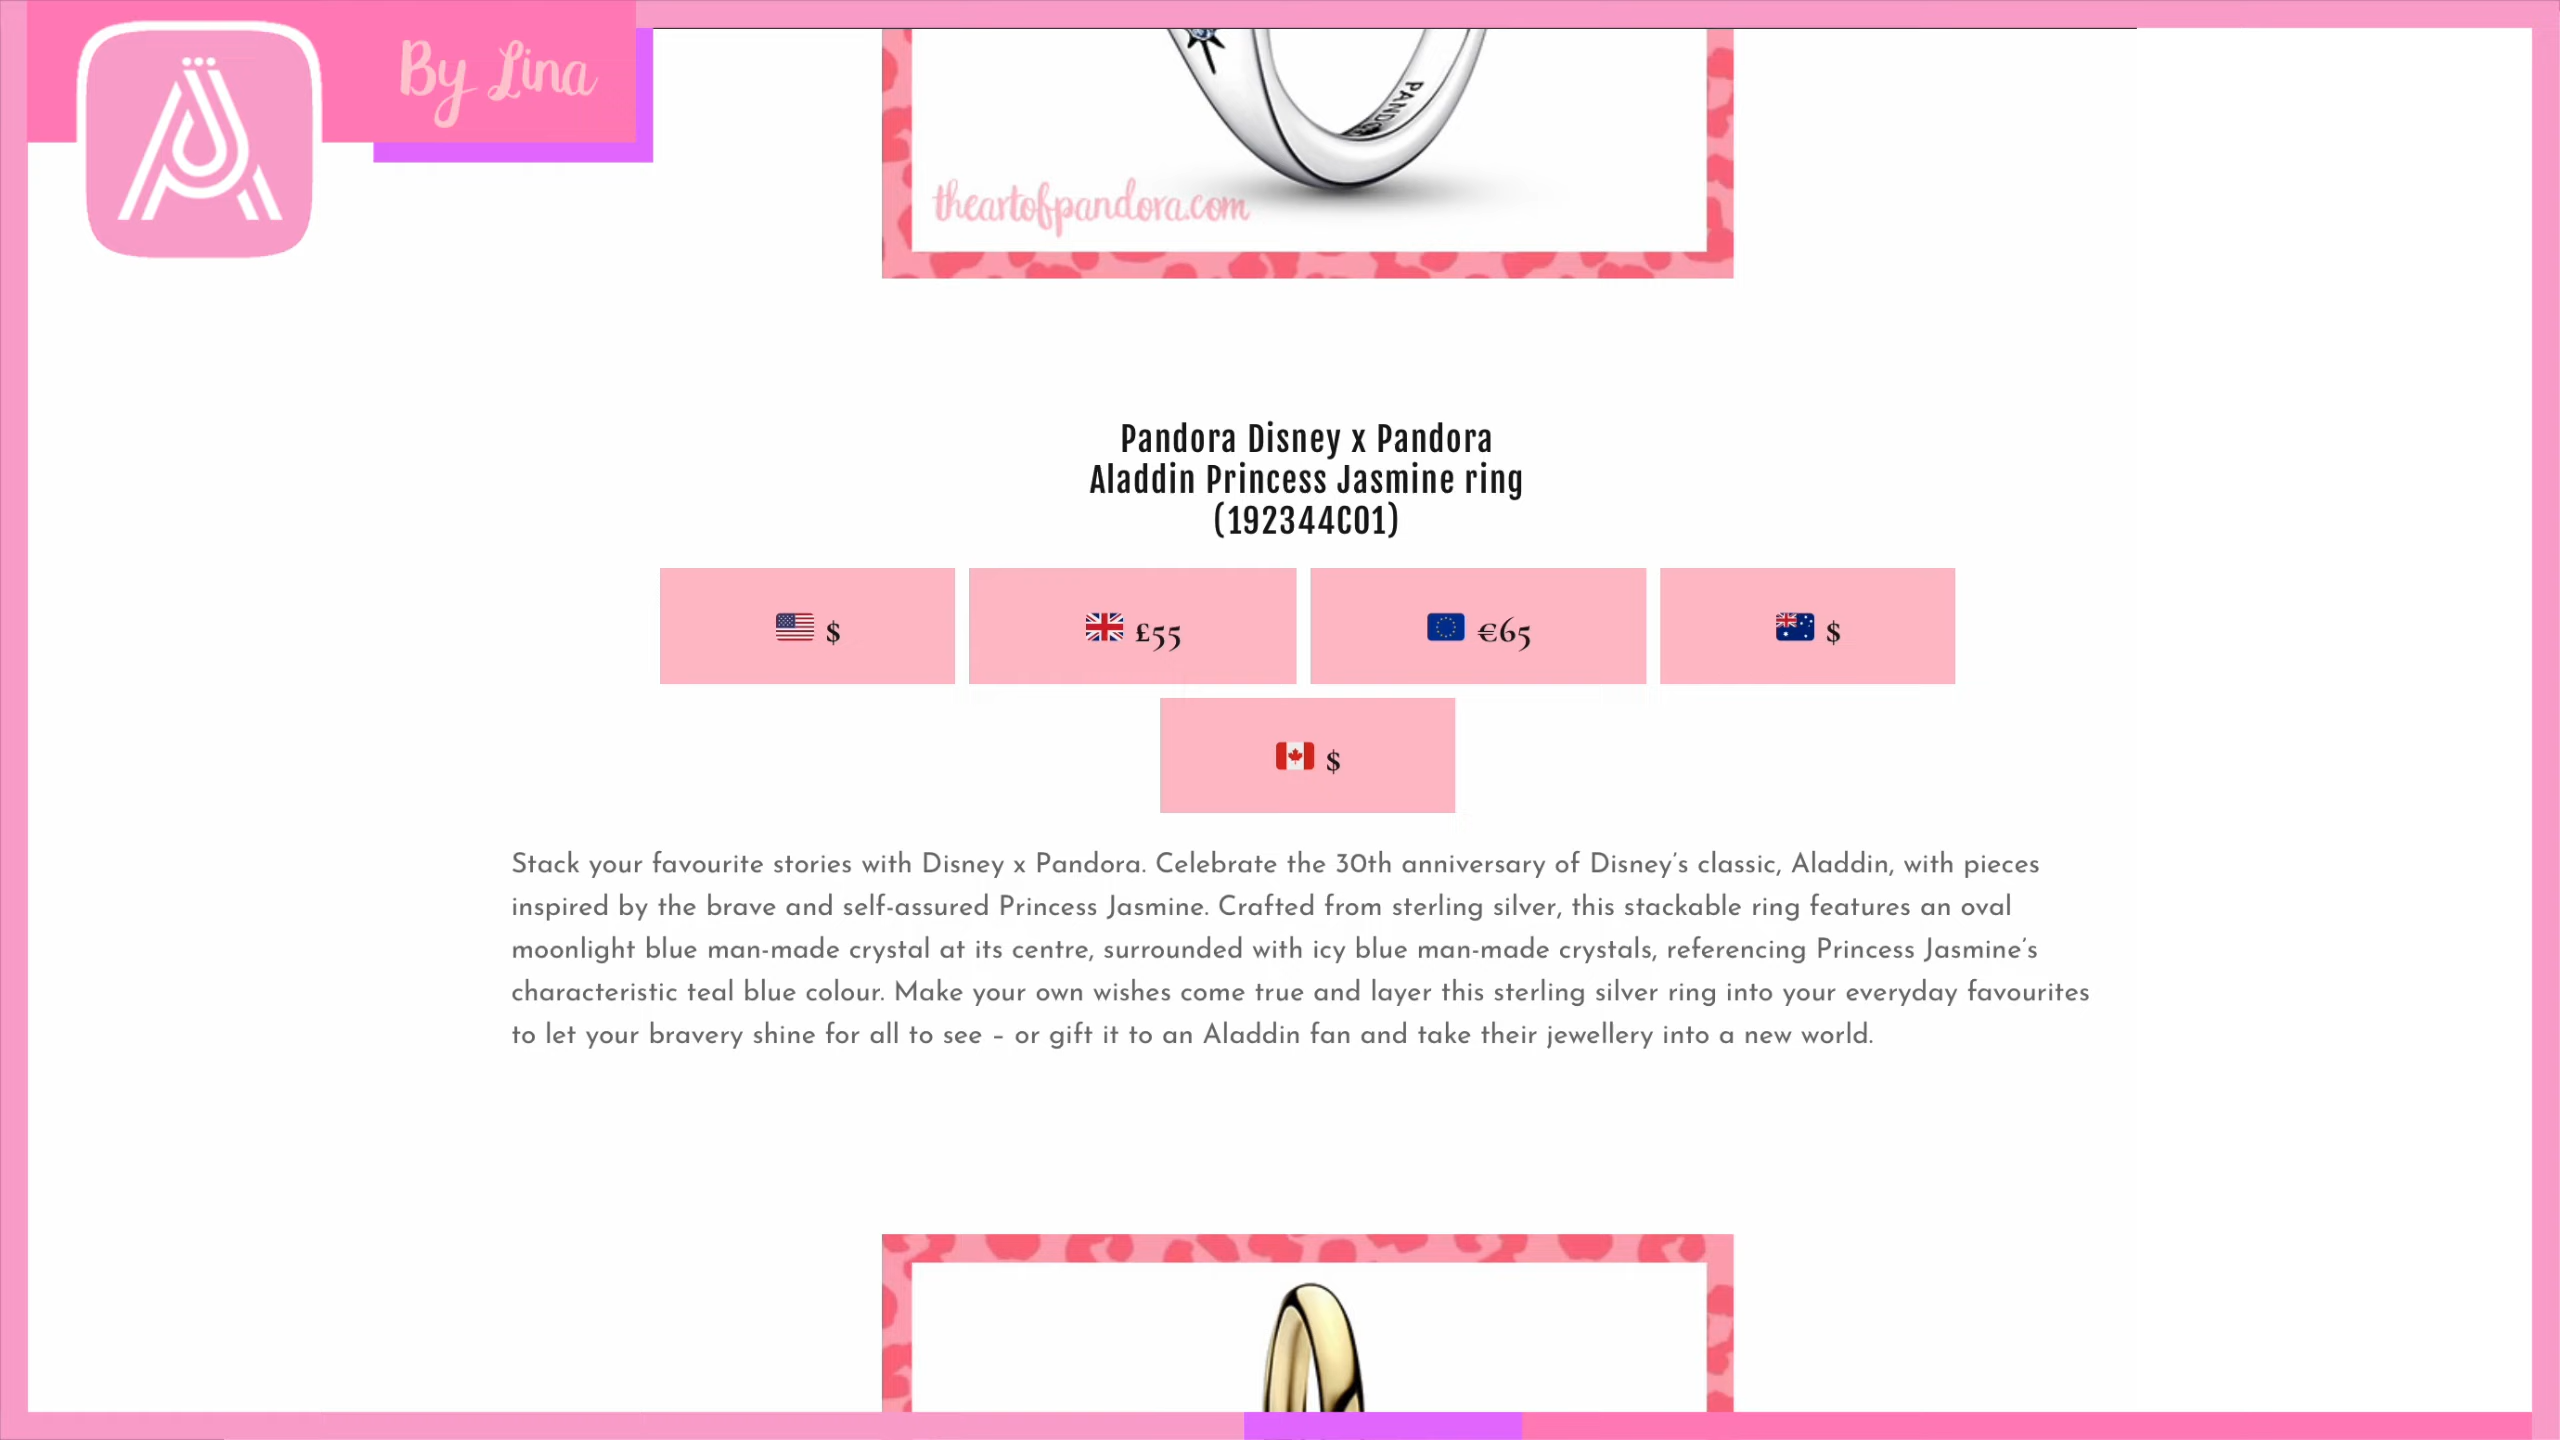 By Lina
PANDO
theartofpandora.com
Pandora Disney x Pandora
Aladdin Princess Jasmine ring
(192344C01)
$ £55 €65 $
$
Stack your favourite stories with Disney x Pandora. Celebrate the 30th anniversary of Disney's classic, Aladdin, with pieces
inspired by the brave and self-assured Princess Jasmine. Crafted from sterling silver, this stackable ring features an oval
moonlight blue man-made crystal at its centre, surrounded with icy blue man-made crystals, referencing Princess Jasmine's
characteristic teal blue colour. Make your own wishes come true and layer this sterling silver ring into your everyday favourites
to let your bravery shine for all to see – or gift it to an Aladdin fan and take their jewellery into a new world.